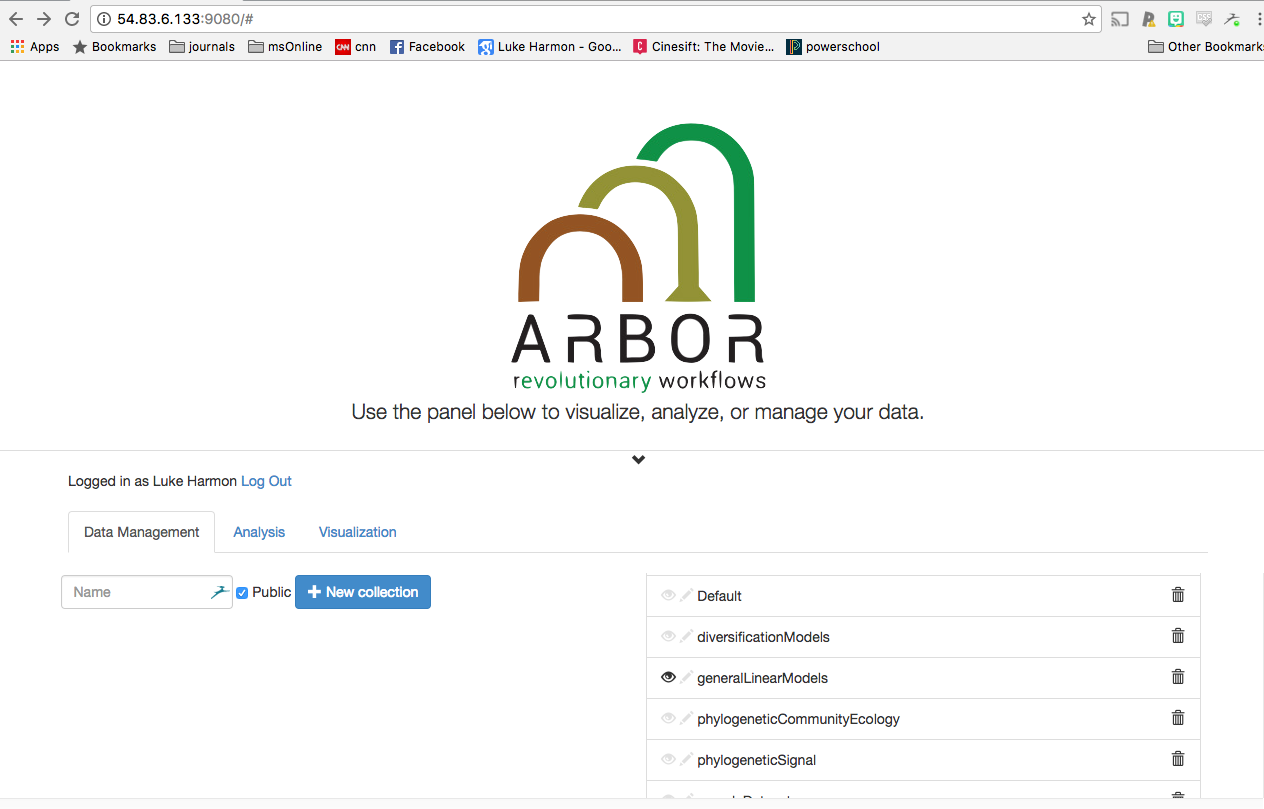 54.83.6.133:9080/#
Apps Bookmarks journals msOnline CNN cnn Facebook Luke Harmon - Goo... Cinesift: The Movie... powerschool Other Bookmarks
ARBOR
revolutionary workflows
Use the panel below to visualize, analyze, or manage your data.
Logged in as Luke Harmon Log Out
Data Management Analysis Visualization
Name Public New collection
Default
diversificationModels
generalLinearModels
phylogeneticCommunityEcology
phylogeneticSignal